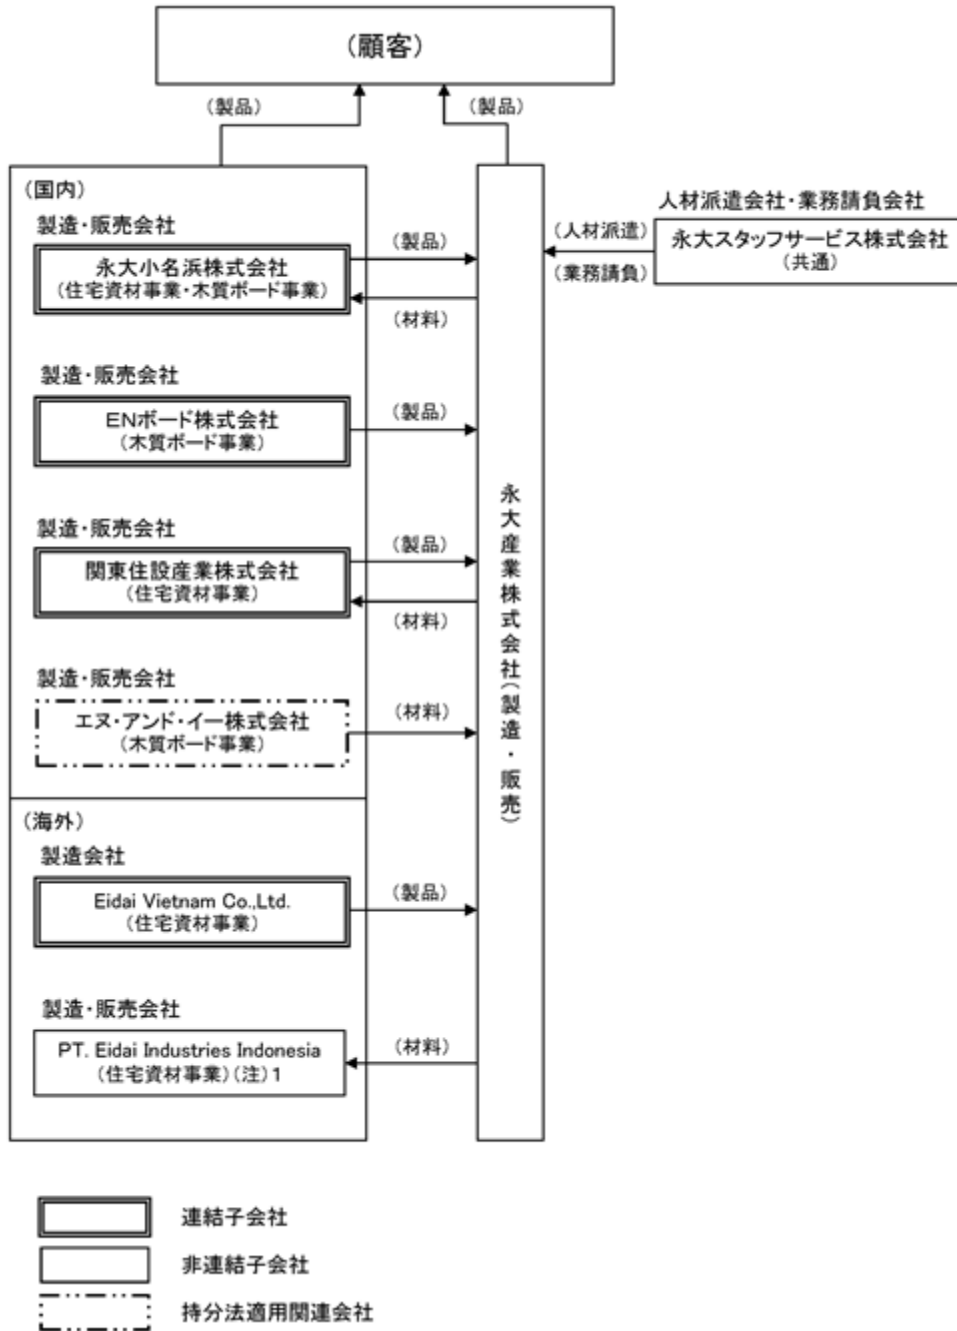 (顧客)
(製品)
(製品)
(国内)
製造・販売会社
永大小名浜株式会社
(住宅資材事業・木質ボード事業)
(製品)
(材料)
人材派遣会社・業務請負会社
(人材派遣)
(業務請負)
永大スタッフサービス株式会社
(共通)
製造・販売会社
ENボード株式会社
(木質ボード事業)
(製品)
製造・販売会社
関東住設産業株式会社
(住宅資材事業)
(製品)
(材料)
製造・販売会社
エヌ・アンド・イー株式会社
(木質ボード事業)
(材料)
永大産業株式会社(製造・販売)
(海外)
製造会社
Eidai Vietnam Co.,Ltd.
(住宅資材事業)
(製品)
製造・販売会社
PT. Eidai Industries Indonesia
(住宅資材事業)(注)1
(材料)
連結子会社
非連結子会社
持分法適用関連会社